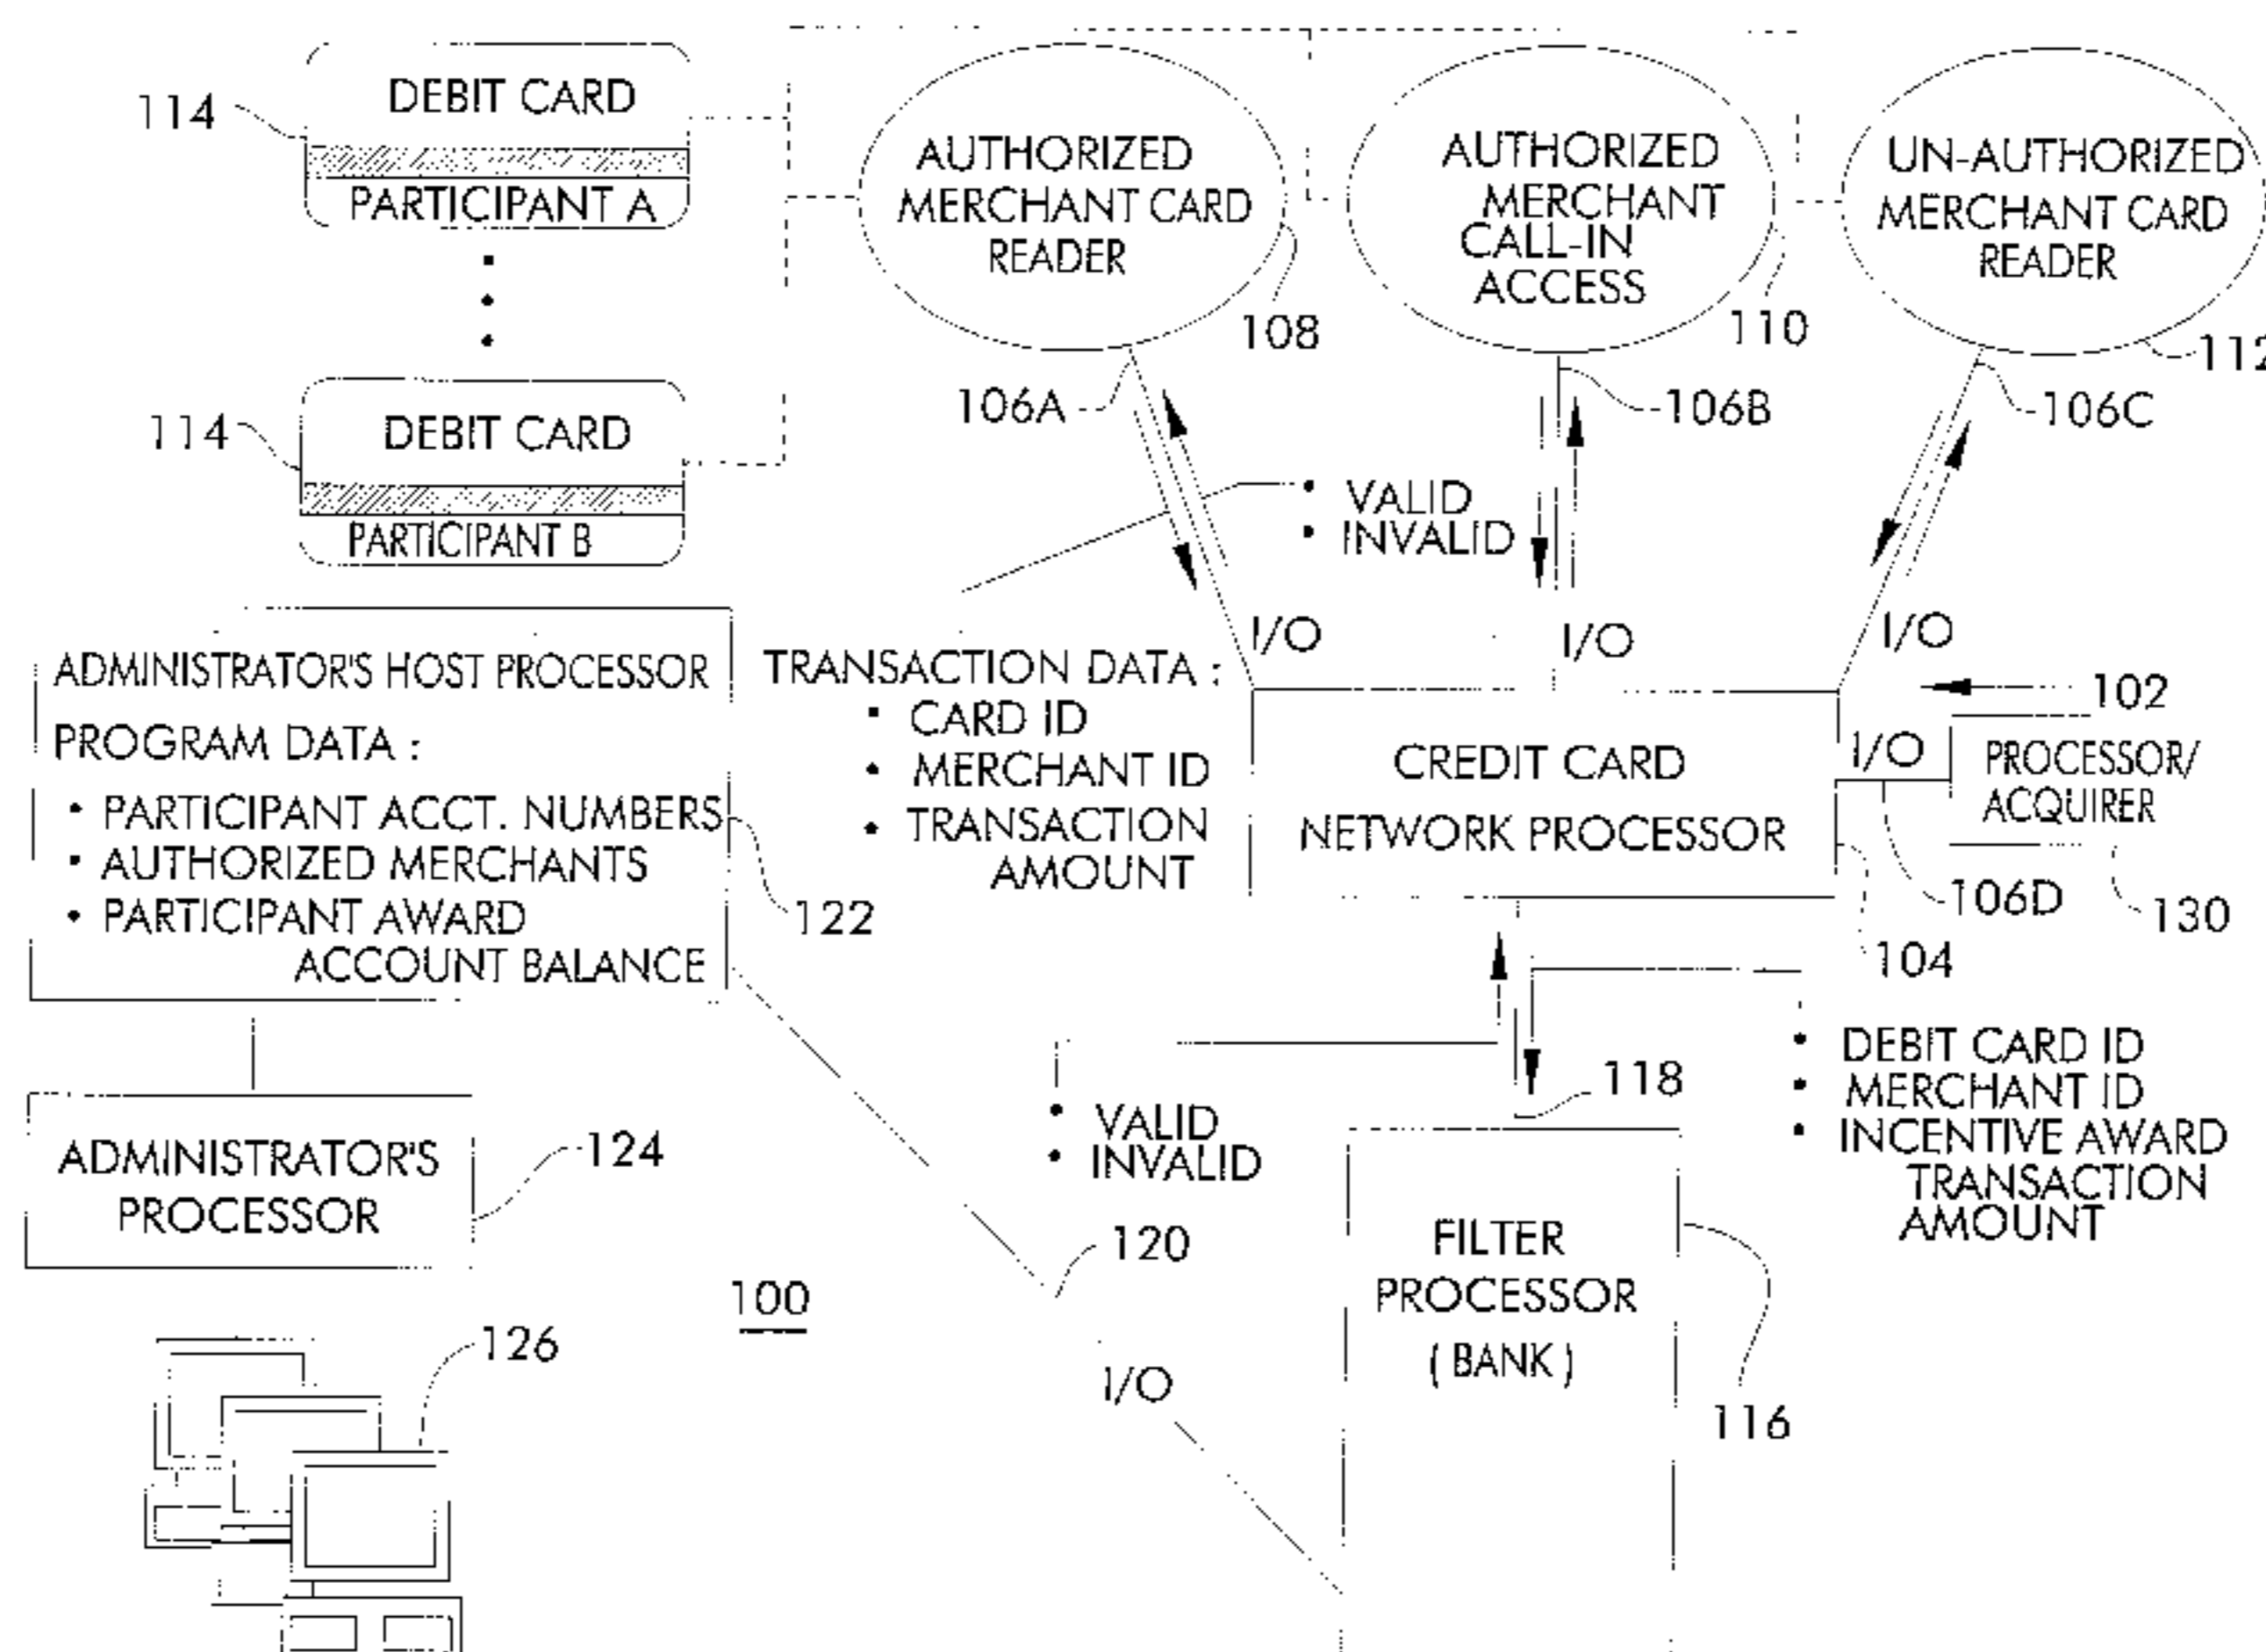 DEBIT CARD
114
PARTICIPANT A
DEBIT CARD
114
PARTICIPANT B
AUTHORIZED
MERCHANT CARD
READER
108
106A
AUTHORIZED
MERCHANT
CALL-IN
ACCESS
110
106B
UN-AUTHORIZED
MERCHANT CARD
READER
112
106C
• VALID
• INVALID
I/O
I/O
I/O
ADMINISTRATOR'S HOST PROCESSOR
PROGRAM DATA :
• PARTICIPANT ACCT. NUMBERS
• AUTHORIZED MERCHANTS
• PARTICIPANT AWARD
ACCOUNT BALANCE
122
TRANSACTION DATA :
• CARD ID
• MERCHANT ID
• TRANSACTION
AMOUNT
CREDIT CARD
NETWORK PROCESSOR
102
I/O
PROCESSOR/
ACQUIRER
106D
130
104
ADMINISTRATOR'S
PROCESSOR
124
• VALID
• INVALID
118
• DEBIT CARD ID
• MERCHANT ID
• INCENTIVE AWARD
TRANSACTION
AMOUNT
120
100
126
I/O
FILTER
PROCESSOR
( BANK )
116